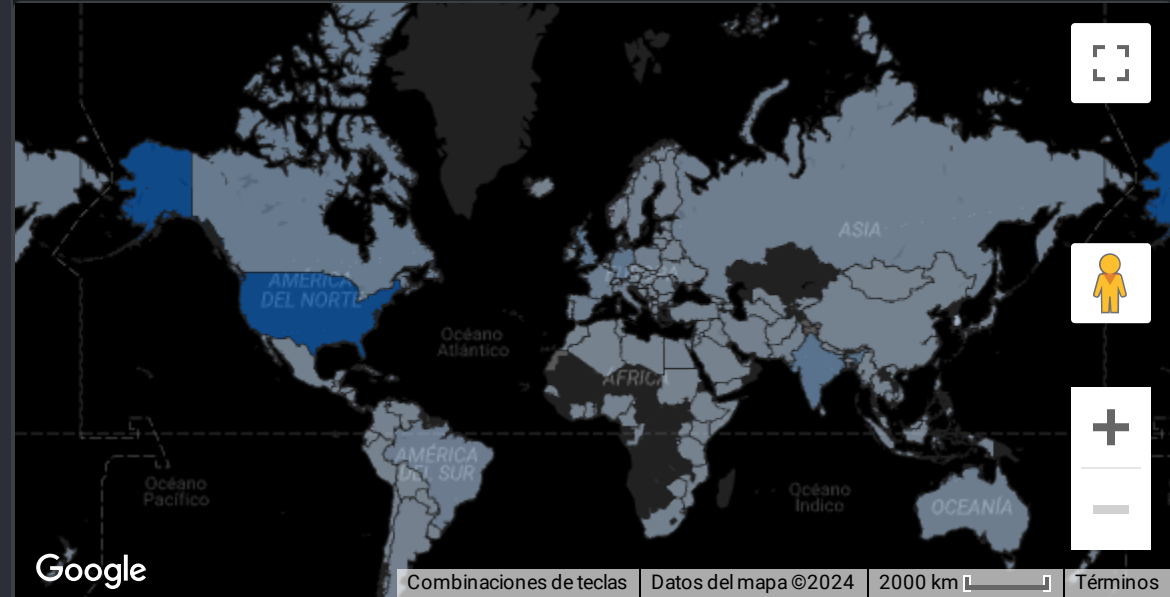 ASIA
AMÉRICA
DEL NORTE
EUROPA
Océano
Atlántico
ÁFRICA
AMÉRICA
DEL SUR
Océano
Pacífico
Océano
Índico
OCEANÍA
Google
Combinaciones de teclas
Datos del mapa ©2024
2000 km
Términos